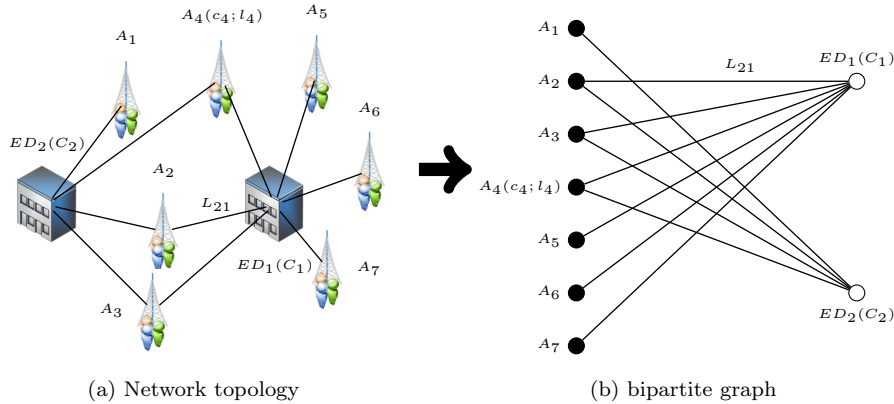 A₁
A₄(c₄; l₄)
A₅
A₆
ED₂(C₂)
A₂
L₂₁
ED₁(C₁)
A₇
A₃
(a) Network topology
A₁
ED₁(C₁)
L₂₁
A₂
A₃
A₄(c₄; l₄)
A₅
A₆
ED₂(C₂)
A₇
(b) bipartite graph